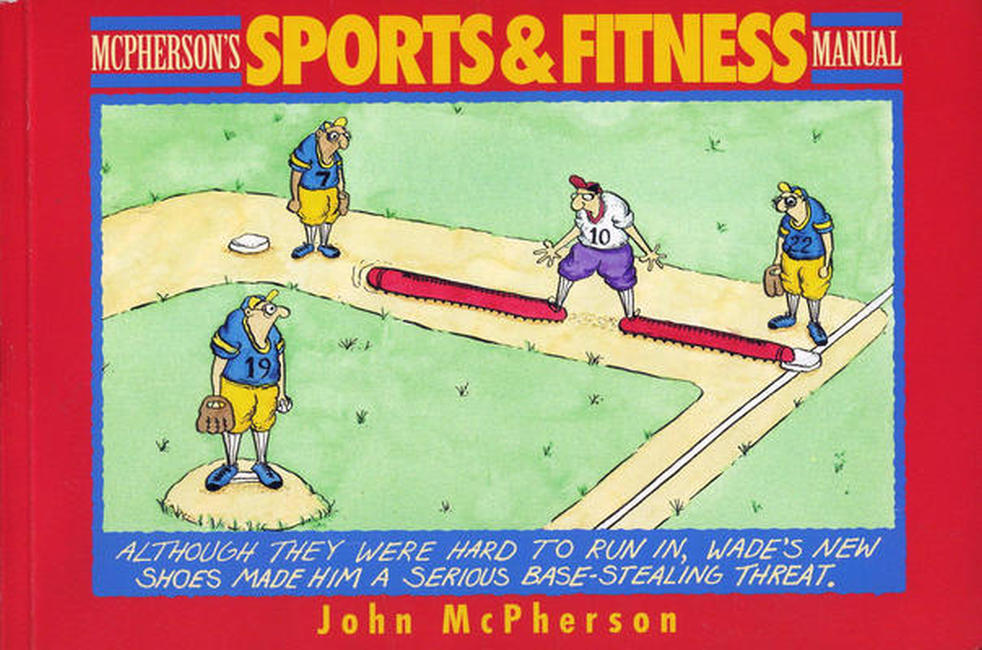 MCPHERSON'S SPORTS & FITNESS MANUAL
7
10
22
19
ALTHOUGH THEY WERE HARD TO RUN IN, WADE'S NEW
SHOES MADE HIM A SERIOUS BASE-STEALING THREAT.
John McPherson